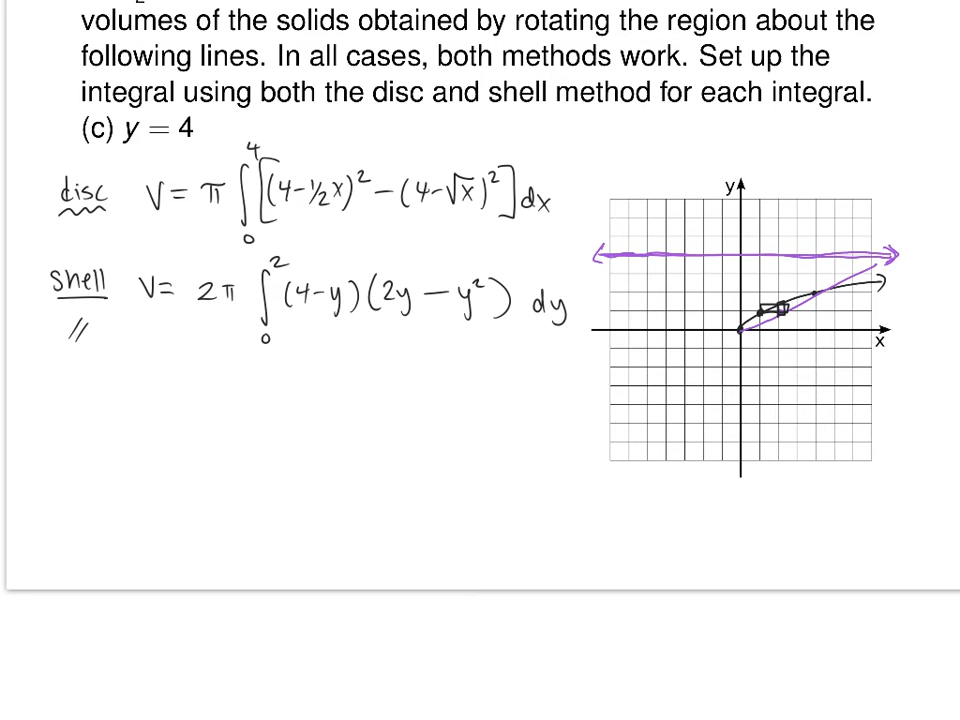 volumes of the solids obtained by rotating the region about the
following lines. In all cases, both methods work. Set up the
integral using both the disc and shell method for each integral.
(c) y = 4
disc V = π ∫₀⁴ [(4-½x)² - (4-√x)²] dx
Shell V = 2π ∫₀² (4-y)(2y - y²) dy
y
x